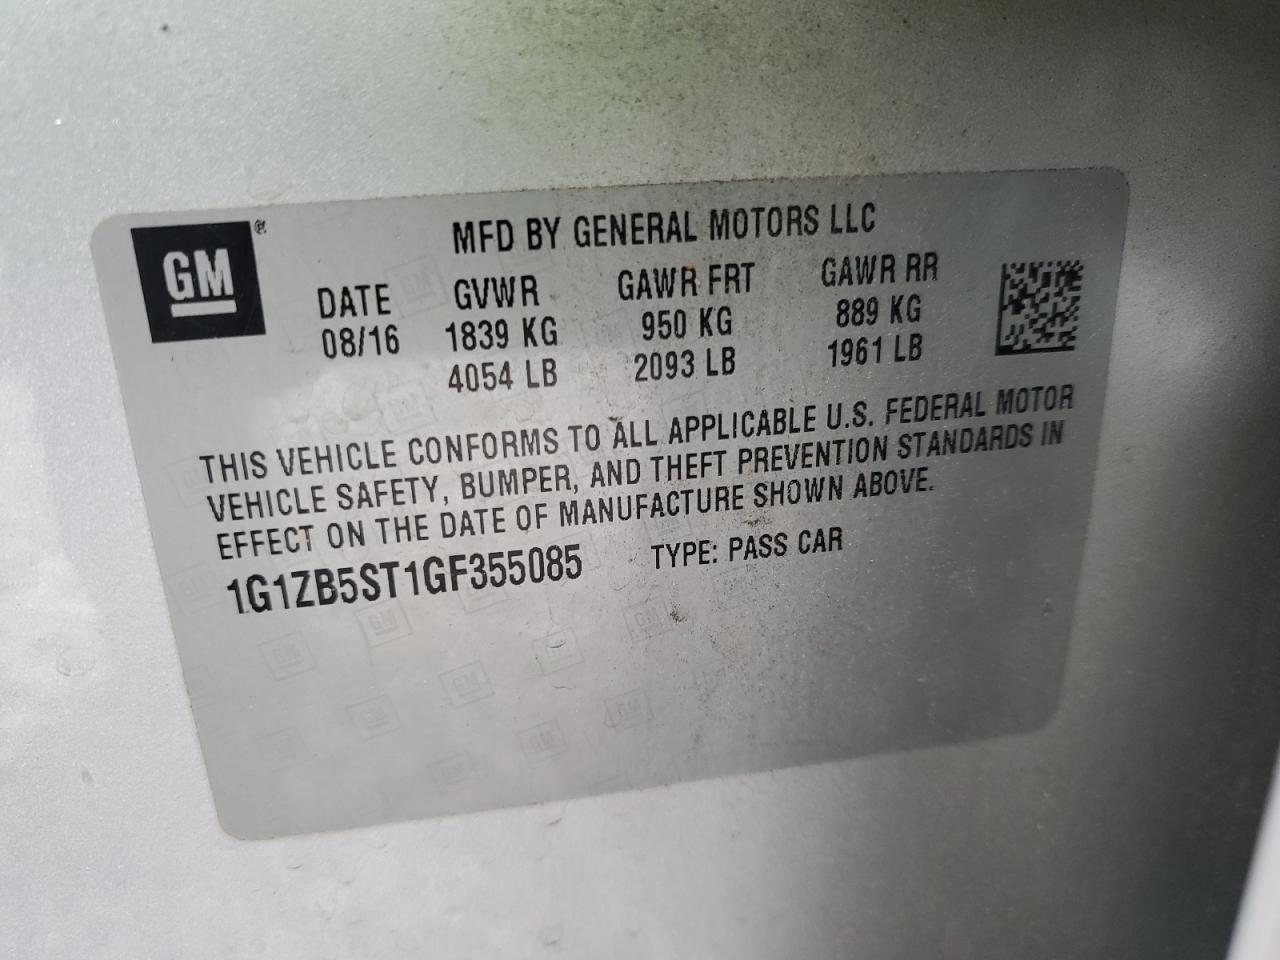 GM
MFD BY GENERAL MOTORS LLC
DATE GVWR GAWR FRT GAWR RR
08/16 1839 KG 950 KG 889 KG
4054 LB 2093 LB 1961 LB
THIS VEHICLE CONFORMS TO ALL APPLICABLE U.S. FEDERAL MOTOR
VEHICLE SAFETY, BUMPER, AND THEFT PREVENTION STANDARDS IN
EFFECT ON THE DATE OF MANUFACTURE SHOWN ABOVE.
1G1ZB5ST1GF355085 TYPE: PASS CAR